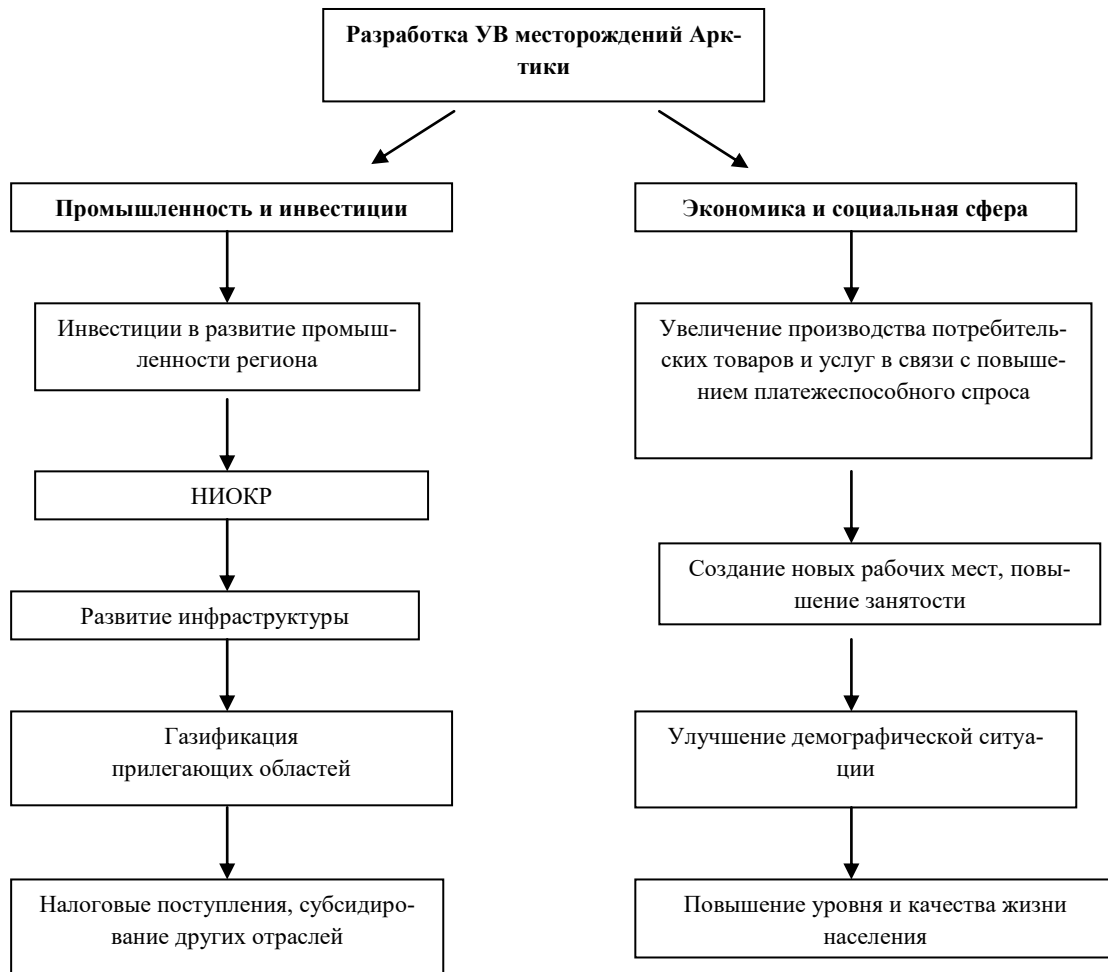 Разработка УВ месторождений Арк-
тики
Промышленность и инвестиции
Экономика и социальная сфера
Инвестиции в развитие промыш-
ленности региона
Увеличение производства потребитель-
ских товаров и услуг в связи с повыше-
нием платежеспособного спроса
НИОКР
Создание новых рабочих мест, повы-
шение занятости
Развитие инфраструктуры
Газификация
прилегающих областей
Улучшение демографической ситуа-
ции
Налоговые поступления, субсидиро-
вание других отраслей
Повышение уровня и качества жизни
населения